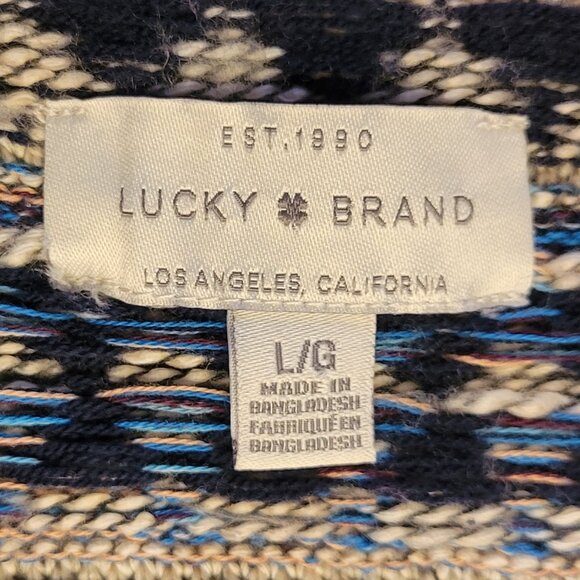 EST.1990
LUCKY BRAND
LOS ANGELES, CALIFORNIA
L/G
MADE IN
BANGLADESH
FABRIQUÉ EN
BANGLADESH